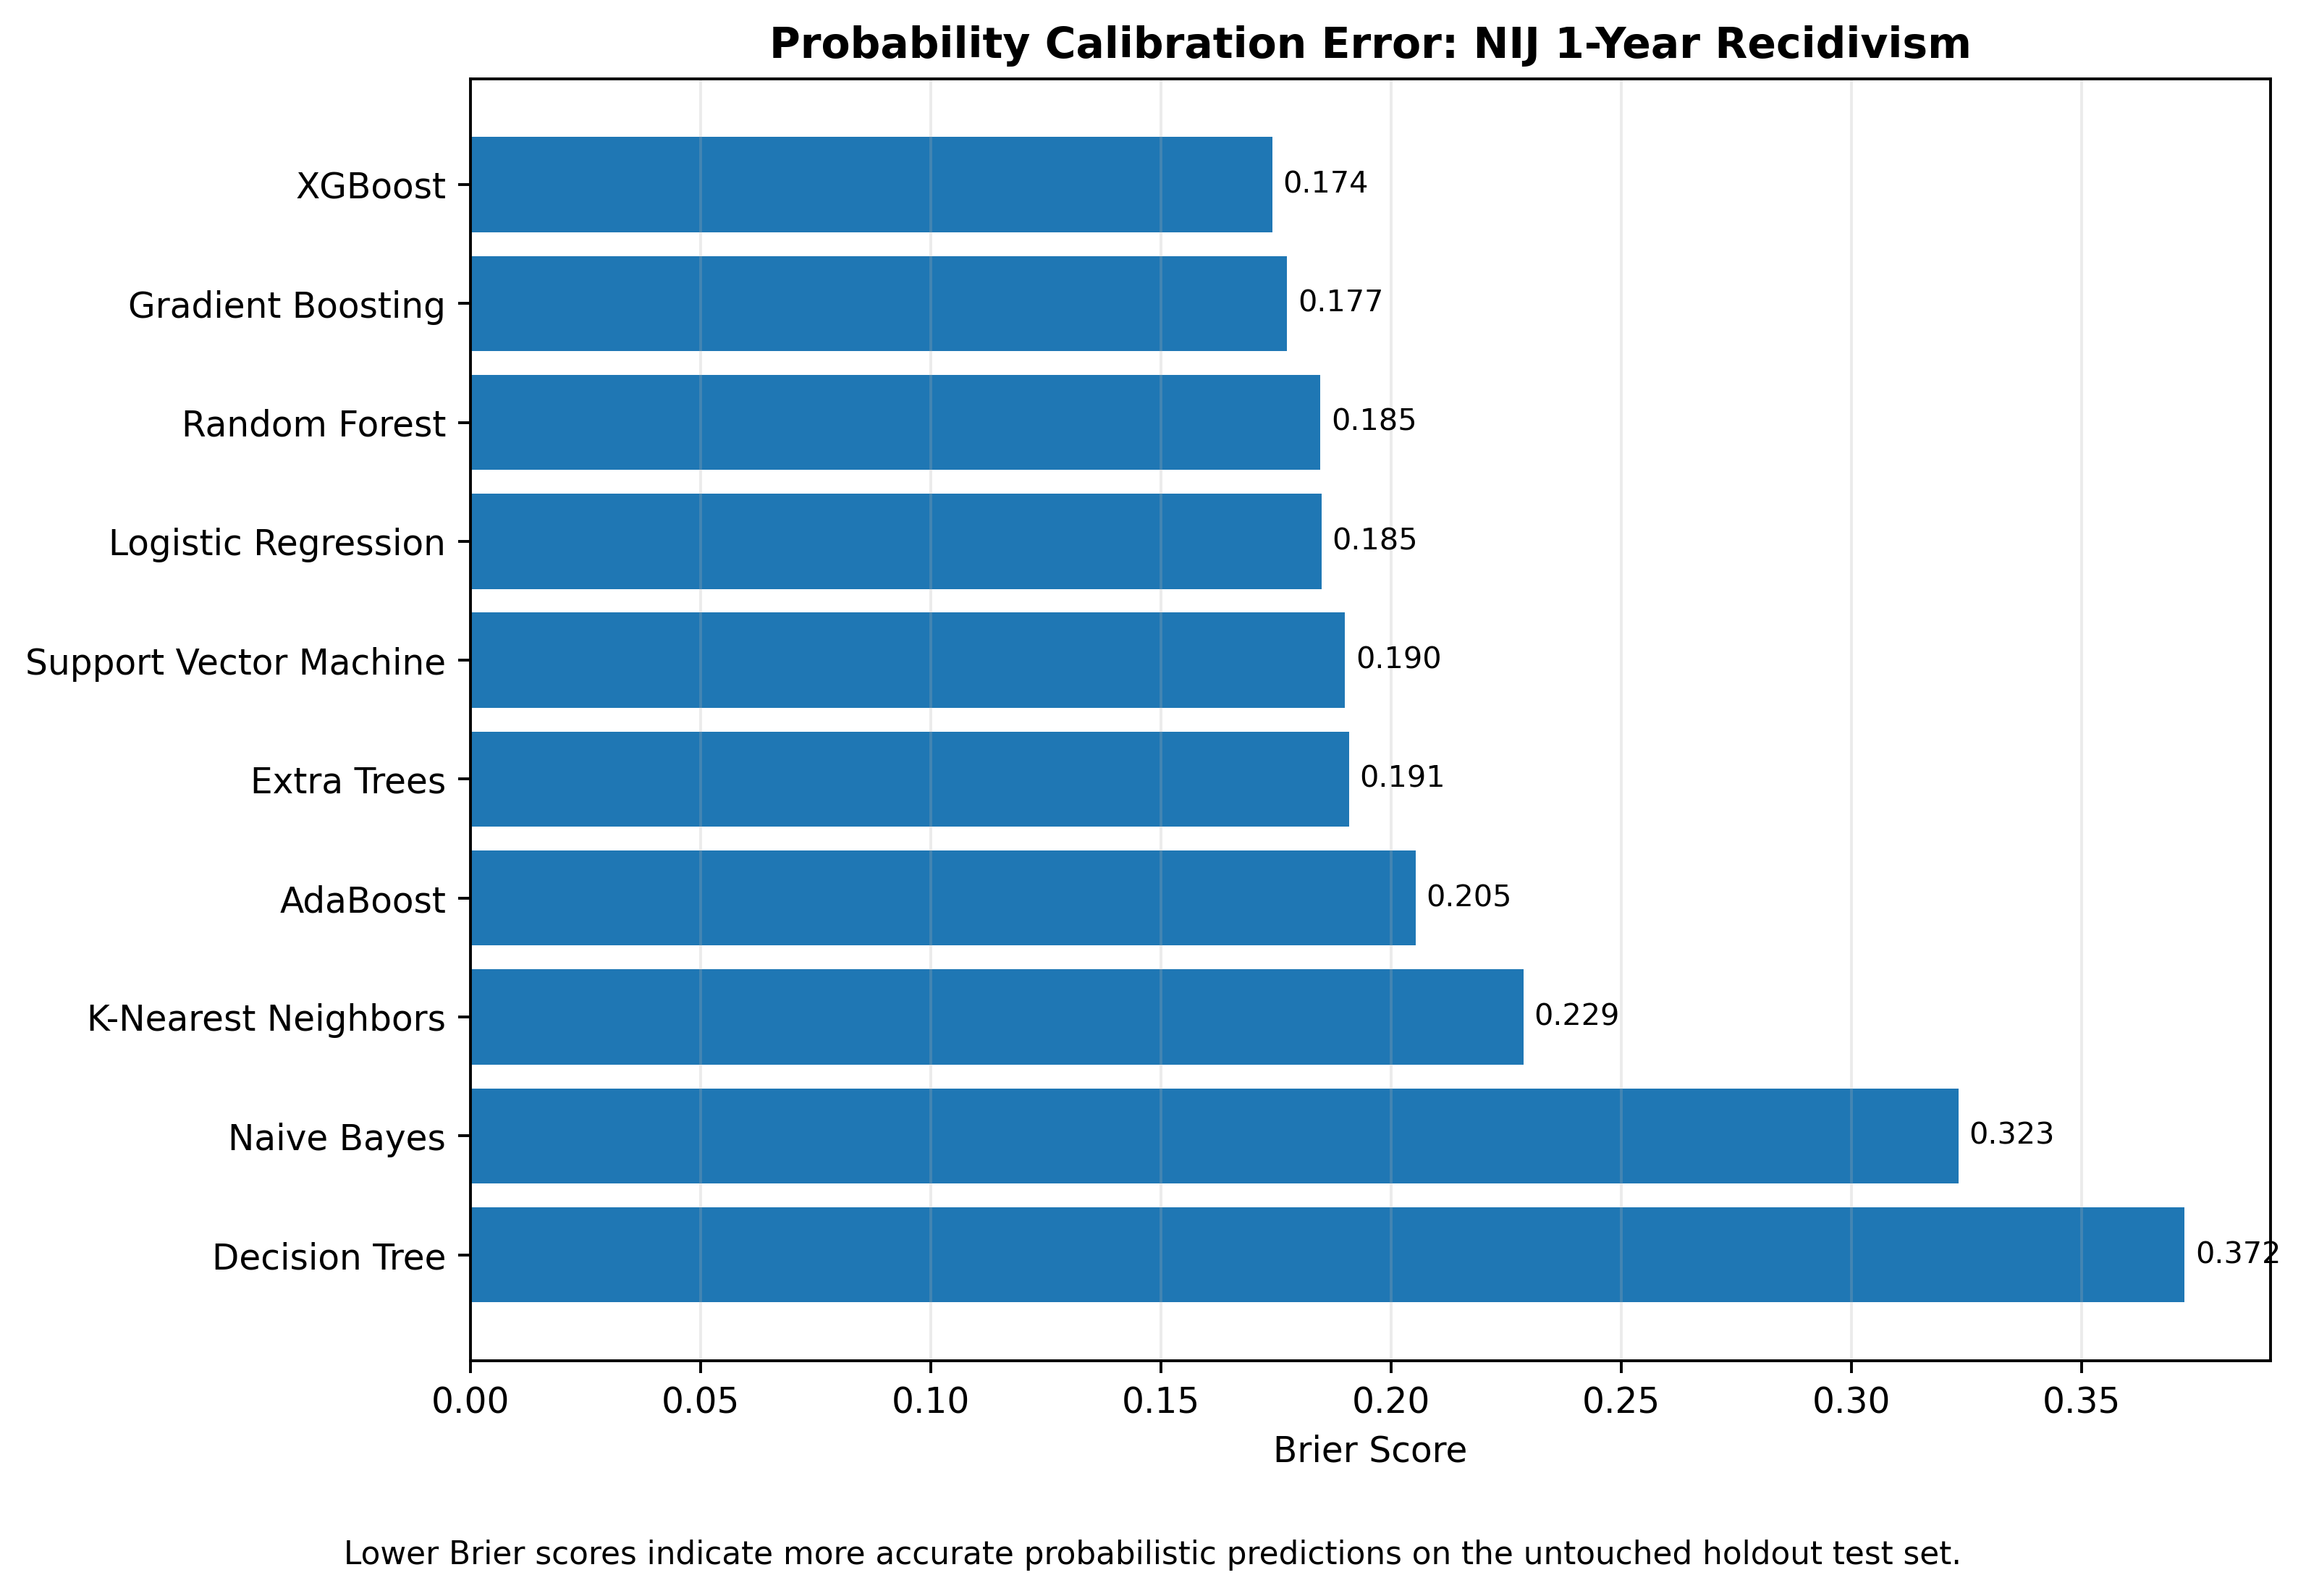 Probability Calibration Error: NIJ 1-Year Recidivism
XGBoost
0.174
Gradient Boosting
0.177
Random Forest
0.185
Logistic Regression
0.185
Support Vector Machine
0.190
Extra Trees
0.191
AdaBoost
0.205
K-Nearest Neighbors
0.229
Naive Bayes
0.323
Decision Tree
0.372
0.00 0.05 0.10 0.15 0.20 0.25 0.30 0.35
Brier Score
Lower Brier scores indicate more accurate probabilistic predictions on the untouched holdout test set.